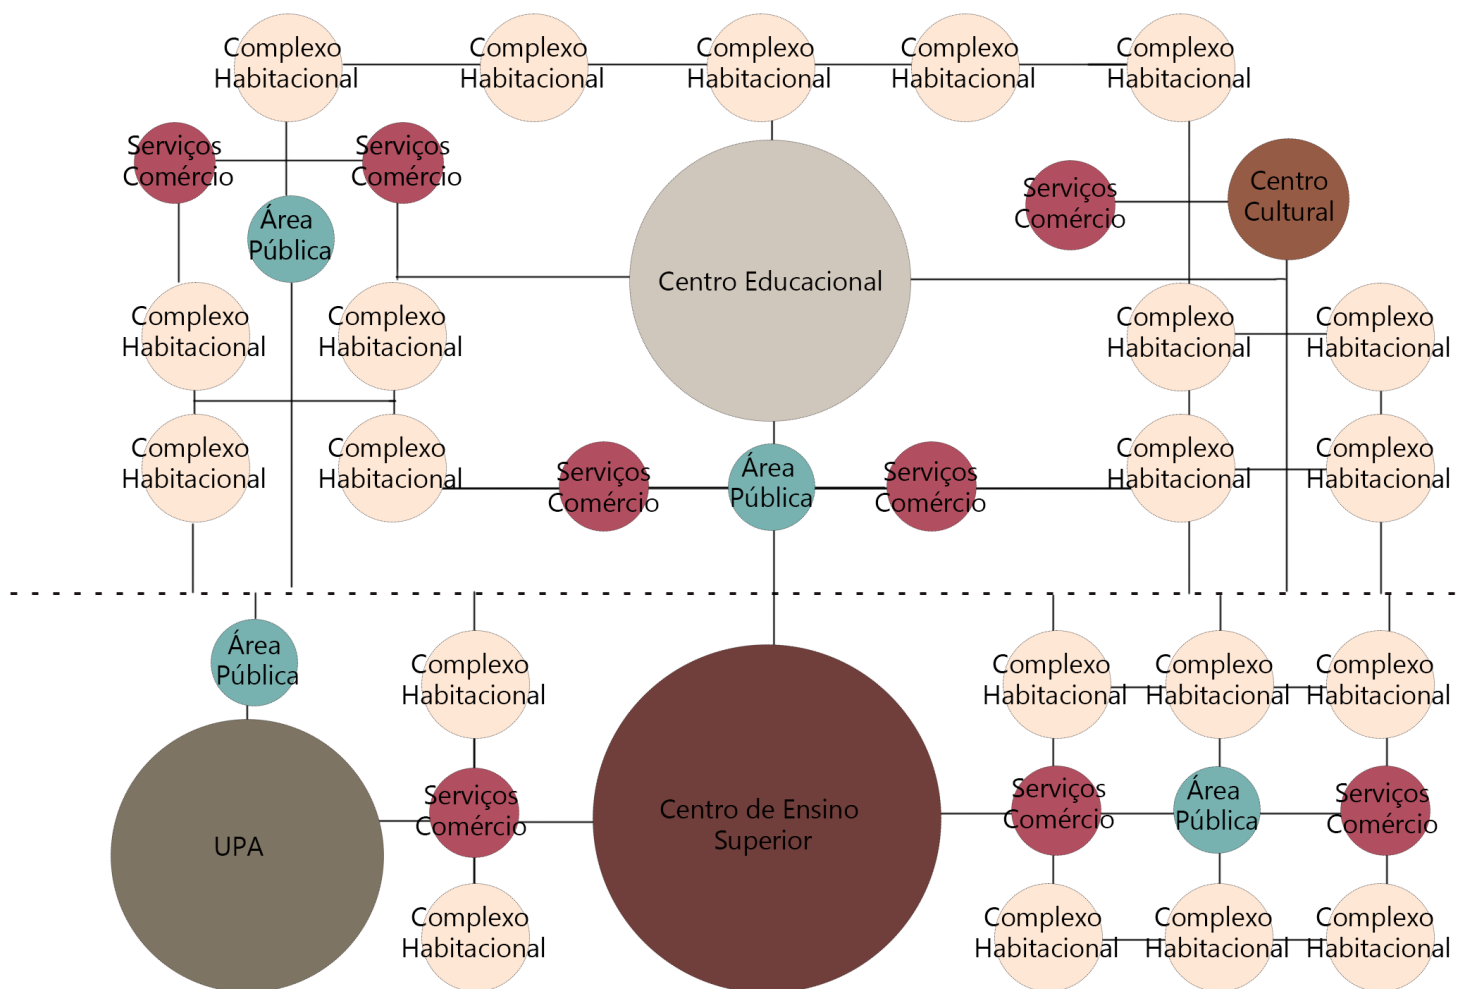 Complexo
Habitacional
Complexo
Habitacional
Complexo
Habitacional
Complexo
Habitacional
Complexo
Habitacional
Serviços
Comércio
Serviços
Comércio
Serviços
Comércio
Centro
Cultural
Área
Pública
Centro Educacional
Complexo
Habitacional
Complexo
Habitacional
Complexo
Habitacional
Complexo
Habitacional
Complexo
Habitacional
Complexo
Habitacional
Serviços
Comércio
Área
Pública
Serviços
Comércio
Complexo
Habitacional
Complexo
Habitacional
Área
Pública
Complexo
Habitacional
Complexo
Habitacional
Complexo
Habitacional
Complexo
Habitacional
UPA
Serviços
Comércio
Centro de Ensino
Superior
Serviços
Comércio
Área
Pública
Serviços
Comércio
Complexo
Habitacional
Complexo
Habitacional
Complexo
Habitacional
Complexo
Habitacional